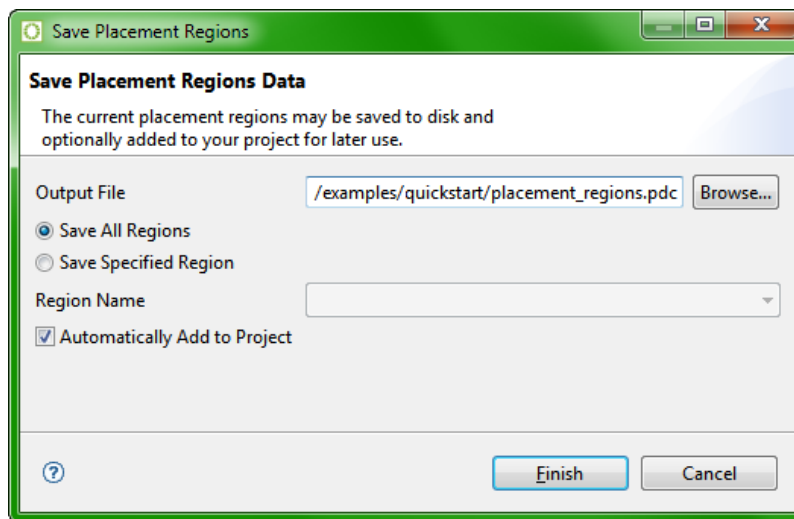 Save Placement Regions
Save Placement Regions Data
The current placement regions may be saved to disk and
optionally added to your project for later use.
Output File /examples/quickstart/placement_regions.pdc Browse...
Save All Regions
Save Specified Region
Region Name
Automatically Add to Project
? Finish Cancel